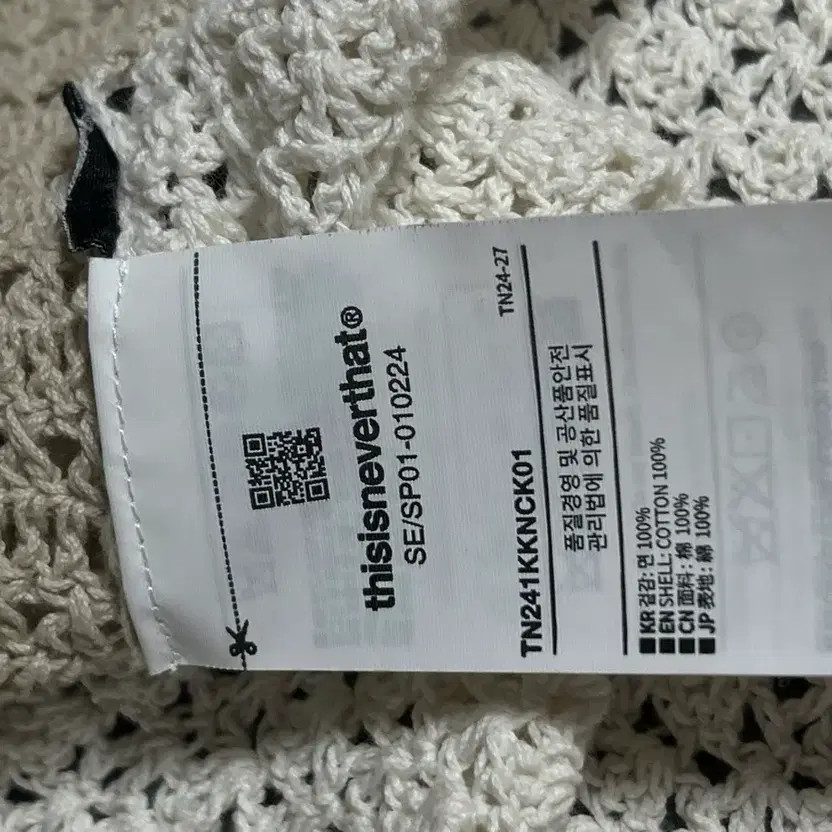 thisisneverthat®
SE/SP01-010224
TN241KKNCK01
TN24-27
품질경영 및 공산품안전
관리법에 의한 품질표시
KR 겉감: 면 100%
EN SHELL: COTTON 100%
CN 面料: 棉 100%
JP 表地: 綿 100%